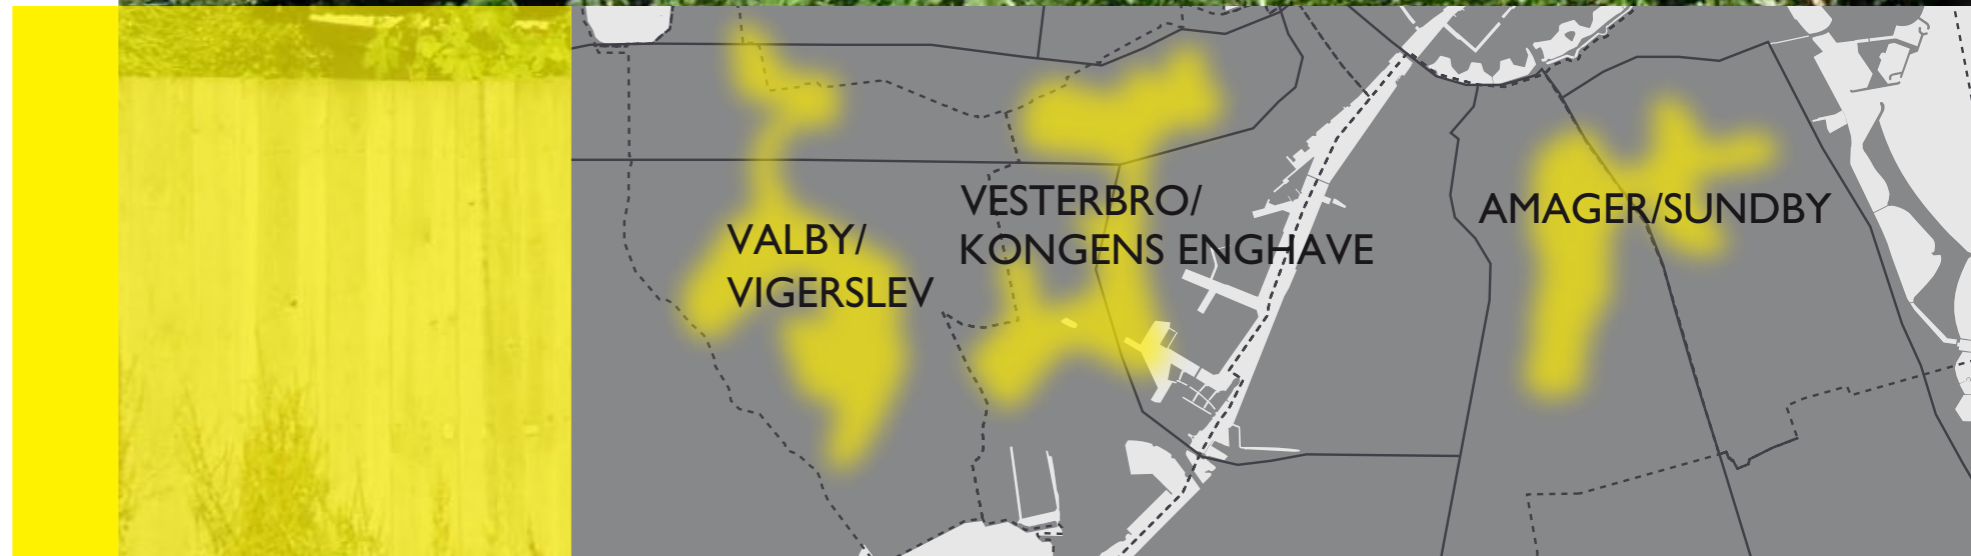 VALBY/
VIGERSLEV
VESTERBRO/
KONGENS ENGHAVE
AMAGER/SUNDBY